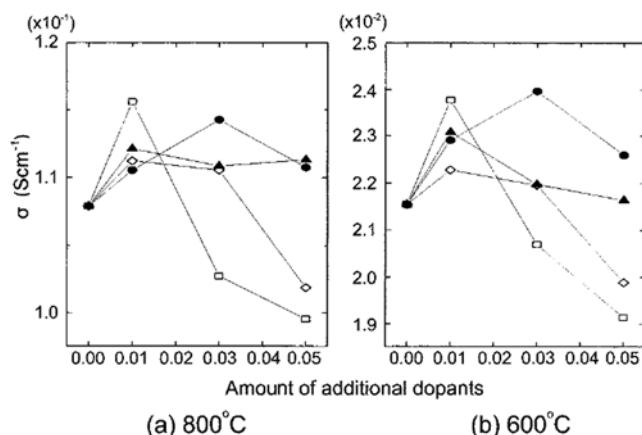 (x10⁻¹) (x10⁻²)
1.2 2.5
2.4
2.3
1.1 2.2
2.1
2.0
1.0 1.9
σ (Scm⁻¹)
0.00 0.01 0.02 0.03 0.04 0.05 0.00 0.01 0.02 0.03 0.04 0.05
Amount of additional dopants
(a) 800°C (b) 600°C